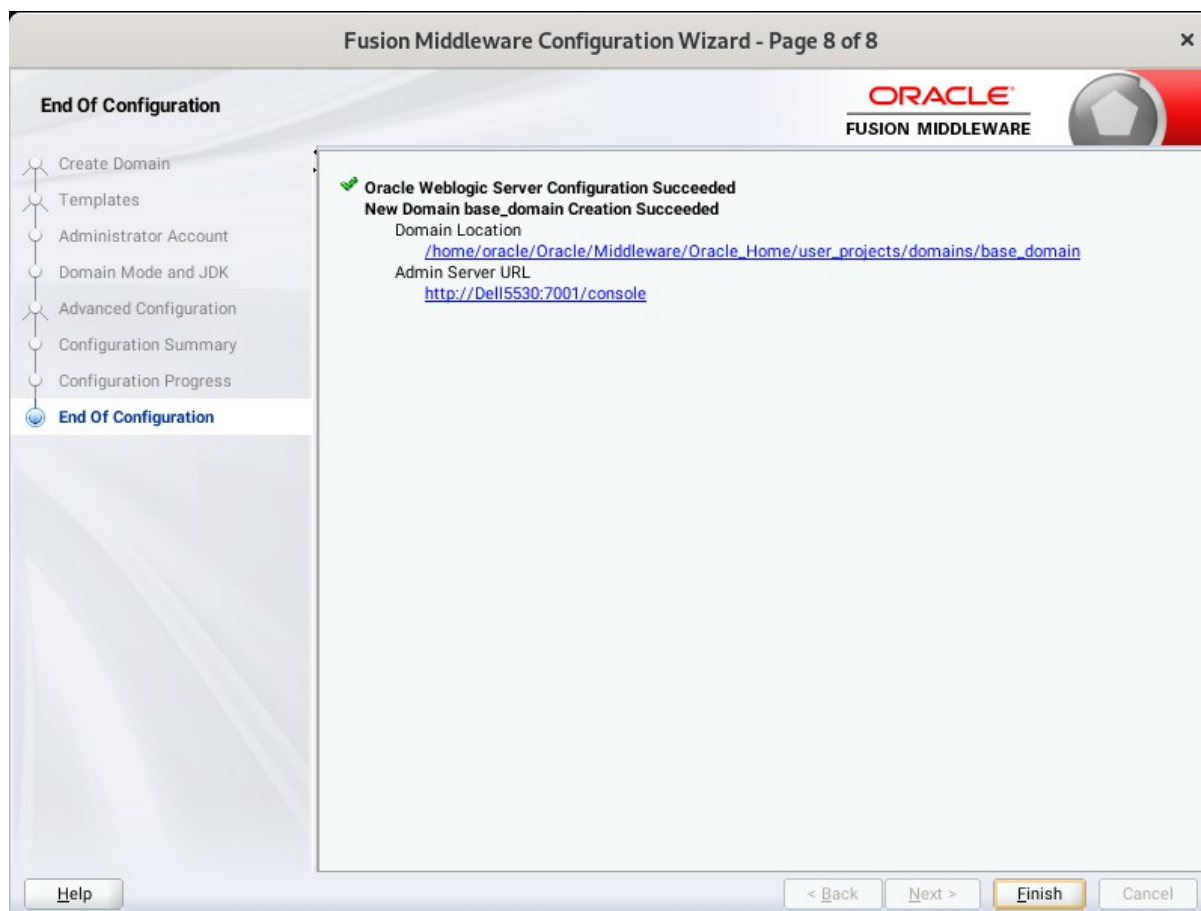 Fusion Middleware Configuration Wizard - Page 8 of 8
×
End Of Configuration
ORACLE
FUSION MIDDLEWARE
Create Domain
Templates
Administrator Account
Domain Mode and JDK
Advanced Configuration
Configuration Summary
Configuration Progress
End Of Configuration
Oracle Weblogic Server Configuration Succeeded
New Domain base_domain Creation Succeeded
Domain Location
/home/oracle/Oracle/Middleware/Oracle_Home/user_projects/domains/base_domain
Admin Server URL
http://Dell5530:7001/console
Help
< Back
Next >
Finish
Cancel